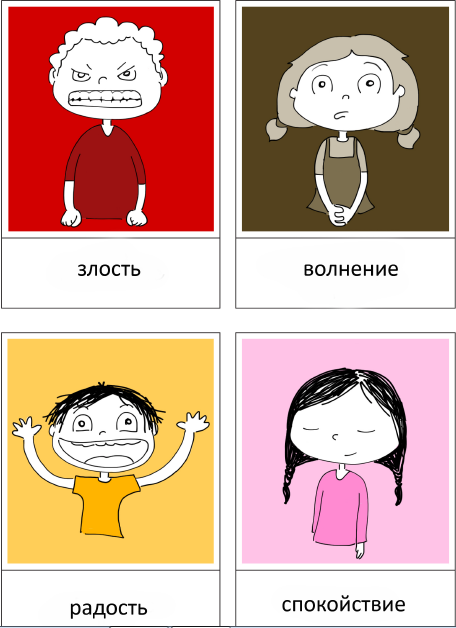 злость
волнение
радость
спокойствие